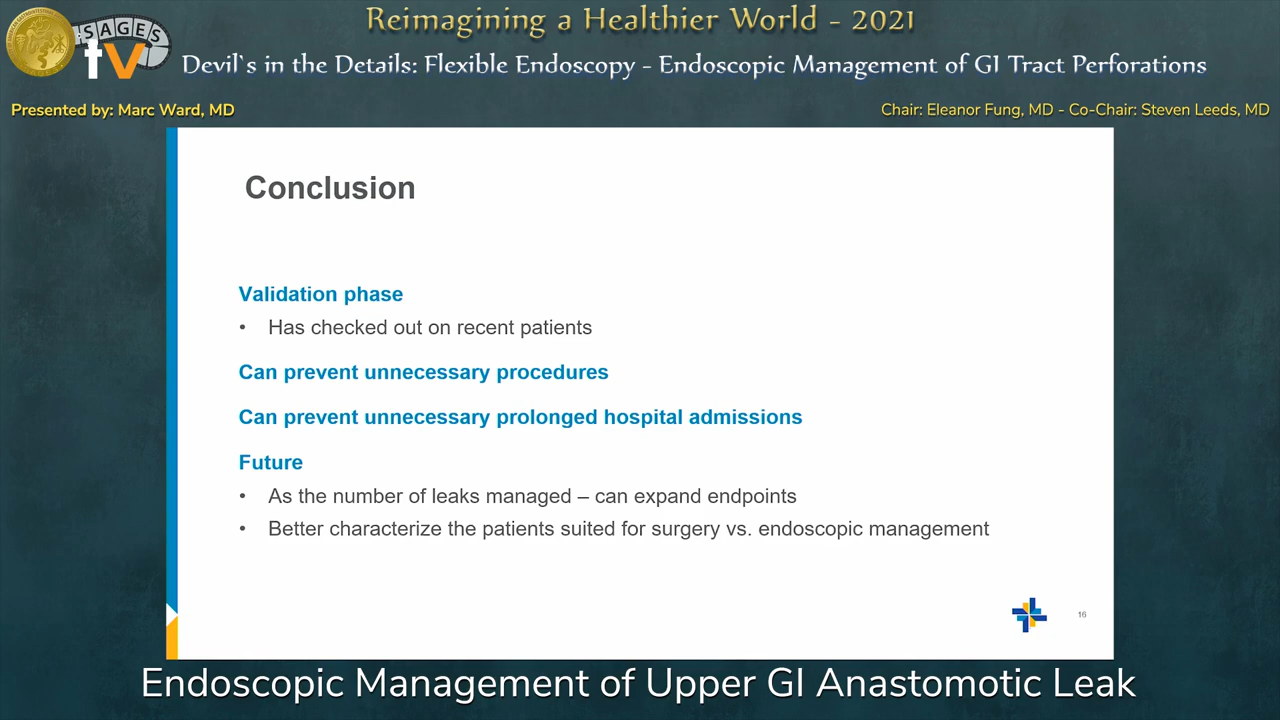 Reimagining a Healthier World - 2021
SAGES
tv
Devil`s in the Details: Flexible Endoscopy - Endoscopic Management of GI Tract Perforations
Presented by: Marc Ward, MD
Chair: Eleanor Fung, MD - Co-Chair: Steven Leeds, MD
Conclusion
Validation phase
• Has checked out on recent patients
Can prevent unnecessary procedures
Can prevent unnecessary prolonged hospital admissions
Future
• As the number of leaks managed – can expand endpoints
• Better characterize the patients suited for surgery vs. endoscopic management
16
Endoscopic Management of Upper GI Anastomotic Leak